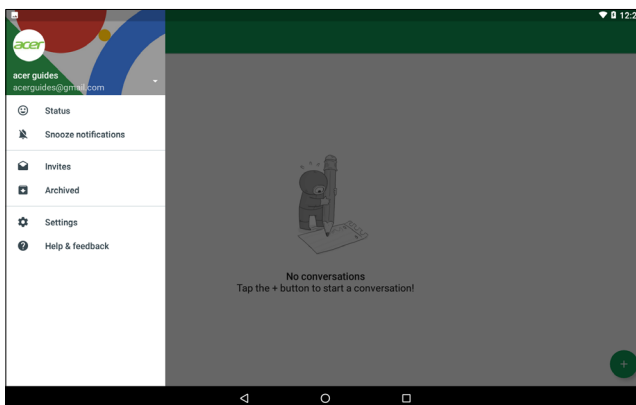 12:2
acer
acer guides
acerguides@gmail.com
Status
Snooze notifications
Invites
Archived
Settings
Help & feedback
No conversations
Tap the + button to start a conversation!
+